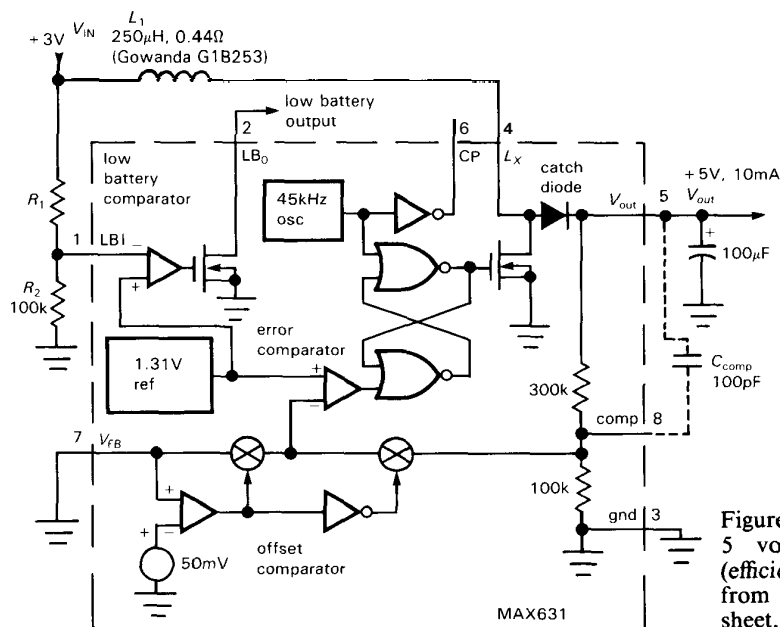 L₁
V_IN
250μH, 0.44Ω
+3V
(Gowanda G1B253)
low battery
output
2
6
4
LB_O
CP
L_X
low
battery
comparator
catch
diode
+5V, 10mA
45kHz
osc
V_out
5
V_out
R₁
1
LBI
−
+
+
100μF
R₂
100k
error
comparator
C_comp
100pF
1.31V
ref
+
−
300k
comp
8
7
V_FB
100k
+
−
+
gnd
3
50mV
offset
comparator
MAX631
Figure
5 vo
(effici
from
sheet.